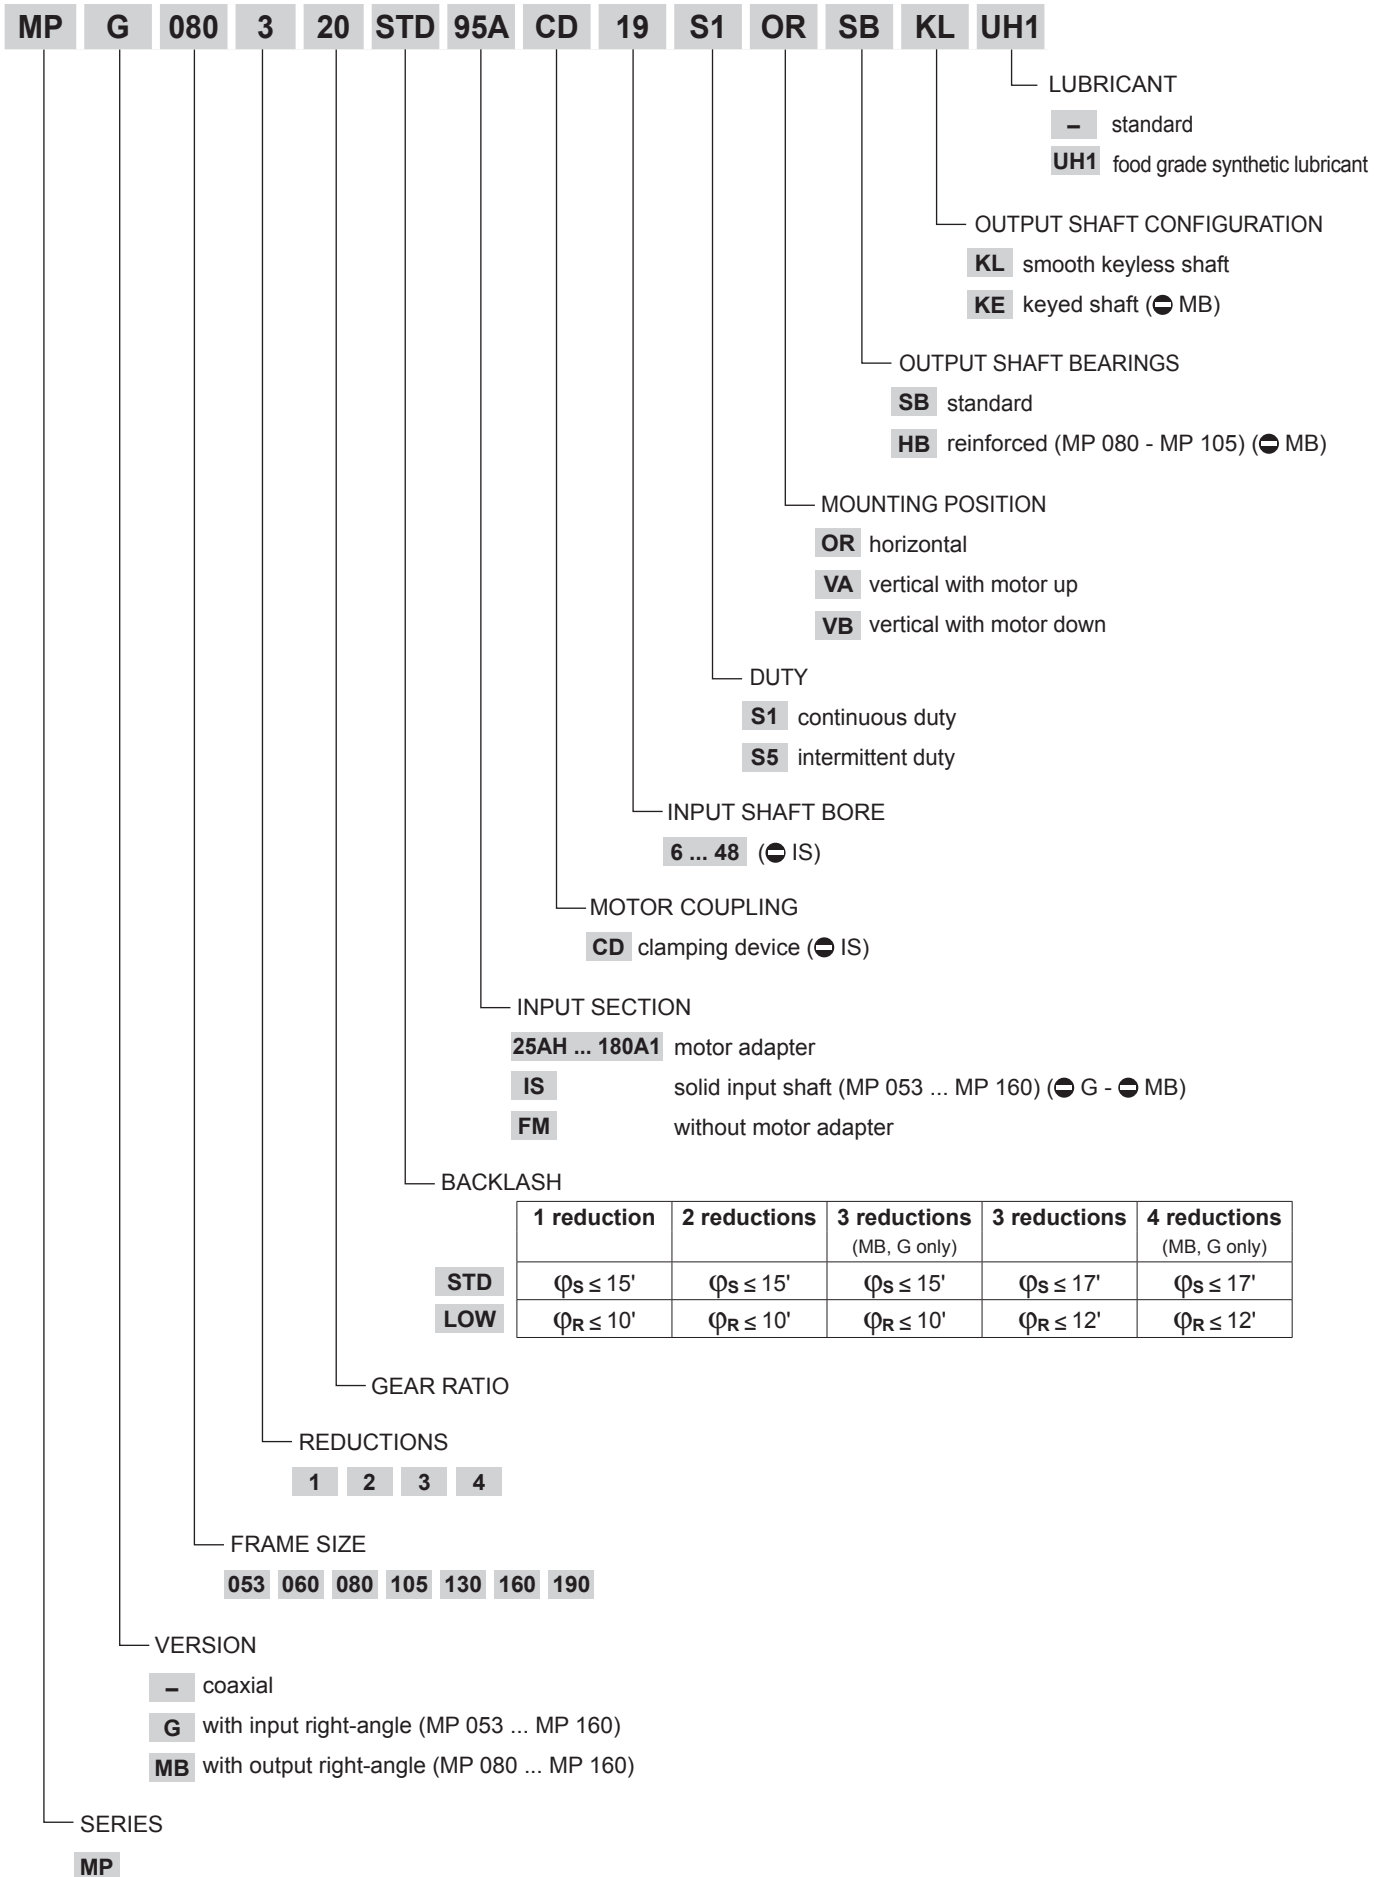 MP G 080 3 20 STD 95A CD 19 S1 OR SB KL UH1
LUBRICANT
– standard
UH1 food grade synthetic lubricant
OUTPUT SHAFT CONFIGURATION
KL smooth keyless shaft
KE keyed shaft (⛔ MB)
OUTPUT SHAFT BEARINGS
SB standard
HB reinforced (MP 080 - MP 105) (⛔ MB)
MOUNTING POSITION
OR horizontal
VA vertical with motor up
VB vertical with motor down
DUTY
S1 continuous duty
S5 intermittent duty
INPUT SHAFT BORE
6 ... 48 (⛔ IS)
MOTOR COUPLING
CD clamping device (⛔ IS)
INPUT SECTION
25AH ... 180A1 motor adapter
IS solid input shaft (MP 053 ... MP 160) (⛔ G - ⛔ MB)
FM without motor adapter
BACKLASH
1 reduction 2 reductions 3 reductions 3 reductions 4 reductions
(MB, G only) (MB, G only)
STD φS ≤ 15' φS ≤ 15' φS ≤ 15' φS ≤ 17' φS ≤ 17'
LOW φR ≤ 10' φR ≤ 10' φR ≤ 10' φR ≤ 12' φR ≤ 12'
GEAR RATIO
REDUCTIONS
1 2 3 4
FRAME SIZE
053 060 080 105 130 160 190
VERSION
– coaxial
G with input right-angle (MP 053 ... MP 160)
MB with output right-angle (MP 080 ... MP 160)
SERIES
MP